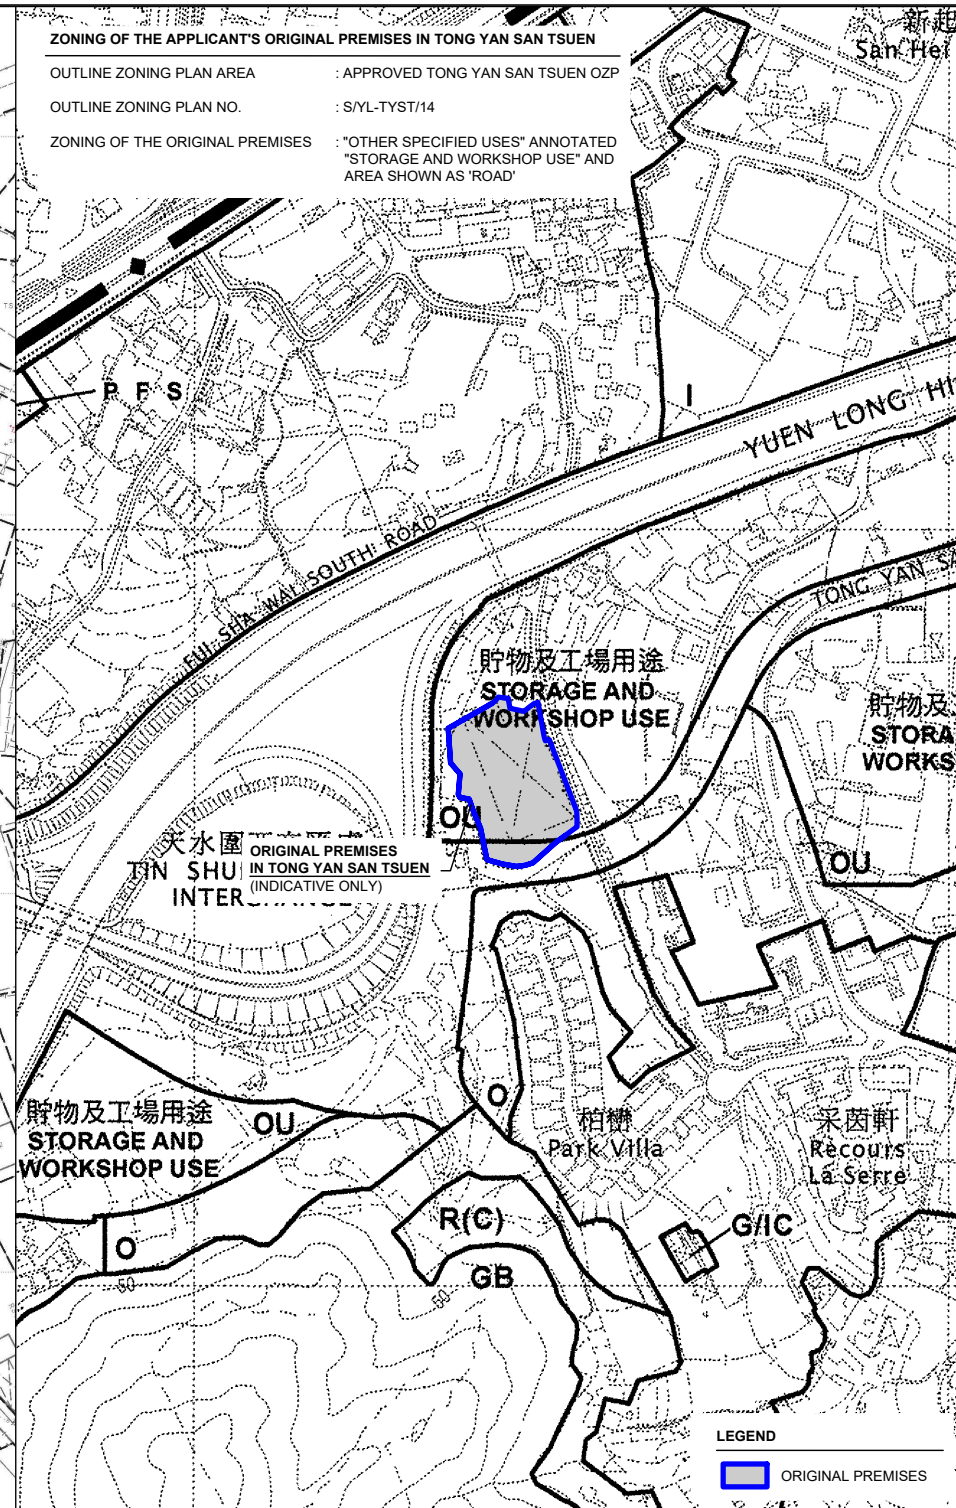 ZONING OF THE APPLICANT'S ORIGINAL PREMISES IN TONG YAN SAN TSUEN
OUTLINE ZONING PLAN AREA : APPROVED TONG YAN SAN TSUEN OZP
OUTLINE ZONING PLAN NO. : S/YL-TYST/14
ZONING OF THE ORIGINAL PREMISES : "OTHER SPECIFIED USES" ANNOTATED
"STORAGE AND WORKSHOP USE" AND
AREA SHOWN AS 'ROAD'
新起
San Hei
P F S
I
YUEN LONG HI
FUI SHA WAI SOUTH ROAD
TONG YAN SA
貯物及工場用途
STORAGE AND
WORKSHOP USE
貯物及
STORA
WORKS
OU
天水圍
TIN SHUI
INTERCHANGE
ORIGINAL PREMISES
IN TONG YAN SAN TSUEN
(INDICATIVE ONLY)
OU
貯物及工場用途
STORAGE AND
WORKSHOP USE
OU
O
柏巒
Park Villa
采茵軒
Recours
La Serre
O
R(C)
G/IC
GB
50
50
LEGEND
ORIGINAL PREMISES